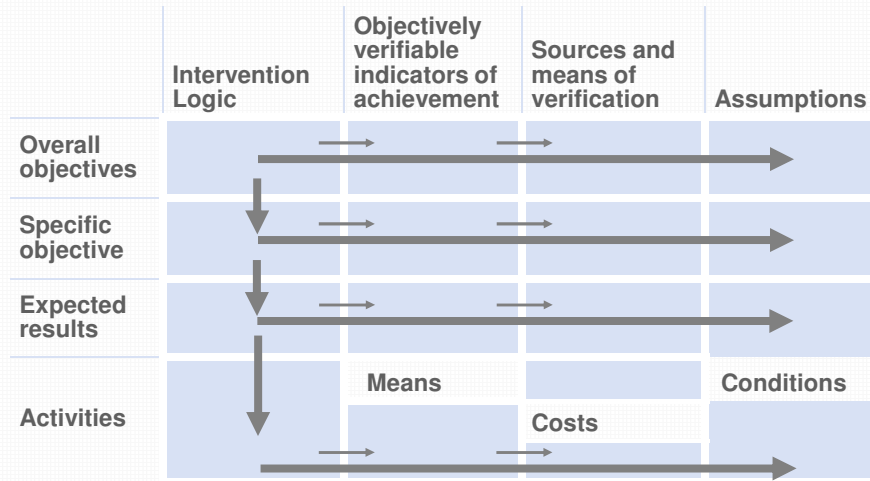 Intervention
Logic
Objectively
verifiable
indicators of
achievement
Sources and
means of
verification
Assumptions
Overall
objectives
Specific
objective
Expected
results
Activities
Means
Costs
Conditions